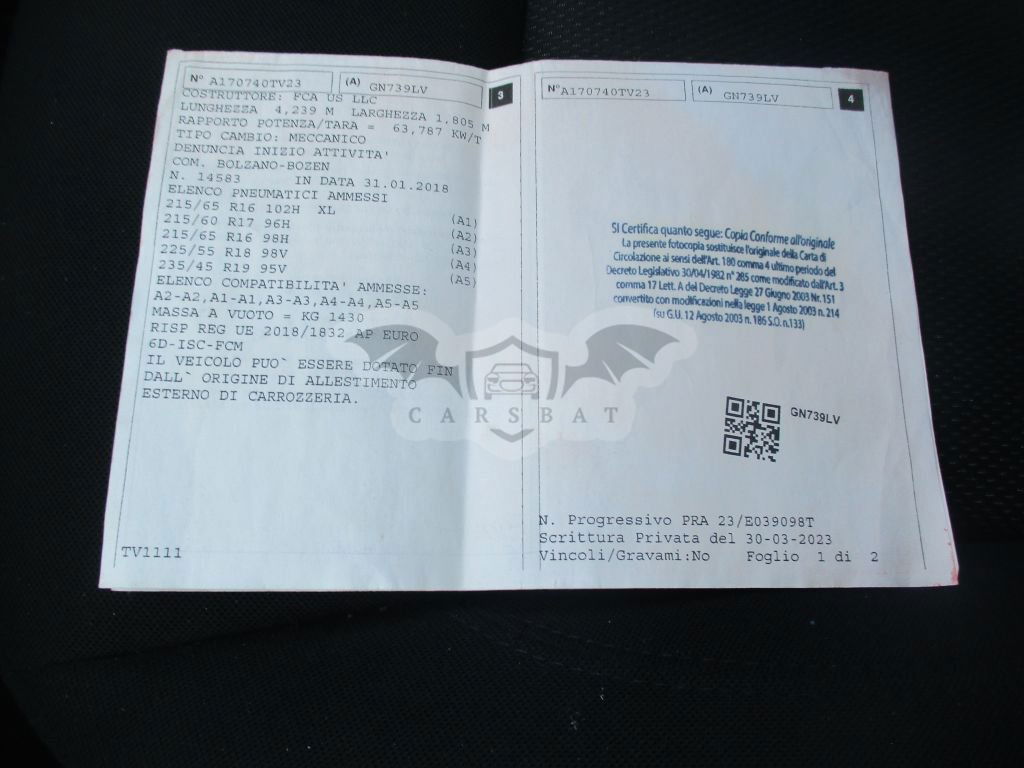 N° A170740TV23
(A) GN739LV
3
COSTRUTTORE: FCA US LLC
LUNGHEZZA 4,239 M LARGHEZZA 1,805 M
RAPPORTO POTENZA/TARA = 63,787 KW/T
TIPO CAMBIO: MECCANICO
DENUNCIA INIZIO ATTIVITA'
COM. BOLZANO-BOZEN
N. 14583 IN DATA 31.01.2018
ELENCO PNEUMATICI AMMESSI
215/65 R16 102H XL (A1)
215/60 R17 96H (A2)
215/65 R16 98H (A3)
225/55 R18 98V (A4)
235/45 R19 95V (A5)
ELENCO COMPATIBILITA' AMMESSE:
A2-A2,A1-A1,A3-A3,A4-A4,A5-A5
MASSA A VUOTO = KG 1430
RISP REG UE 2018/1832 AP EURO
6D-ISC-FCM
IL VEICOLO PUO` ESSERE DOTATO FIN
DALL` ORIGINE DI ALLESTIMENTO
ESTERNO DI CARROZZERIA.
TV1111
N° A170740TV23
(A) GN739LV
4
SI Certifica quanto segue: Copia Conforme all'originale
La presente fotocopia sostituisce l'originale della Carta di
Circolazione ai sensi dell'Art. 180 comma 4 ultimo periodo del
Decreto Legislativo 30/04/1982 n° 285 come modificato dall'Art. 3
comma 17 Lett. A del Decreto Legge 27 Giugno 2003 Nr. 151
convertito con modificazioni nella legge 1 Agosto 2003 n. 214
(su G.U. 12 Agosto 2003 n. 186 S.O. n.133)
GN739LV
N. Progressivo PRA 23/E039098T
Scrittura Privata del 30-03-2023
Vincoli/Gravami:No Foglio 1 di 2
CARSBAT